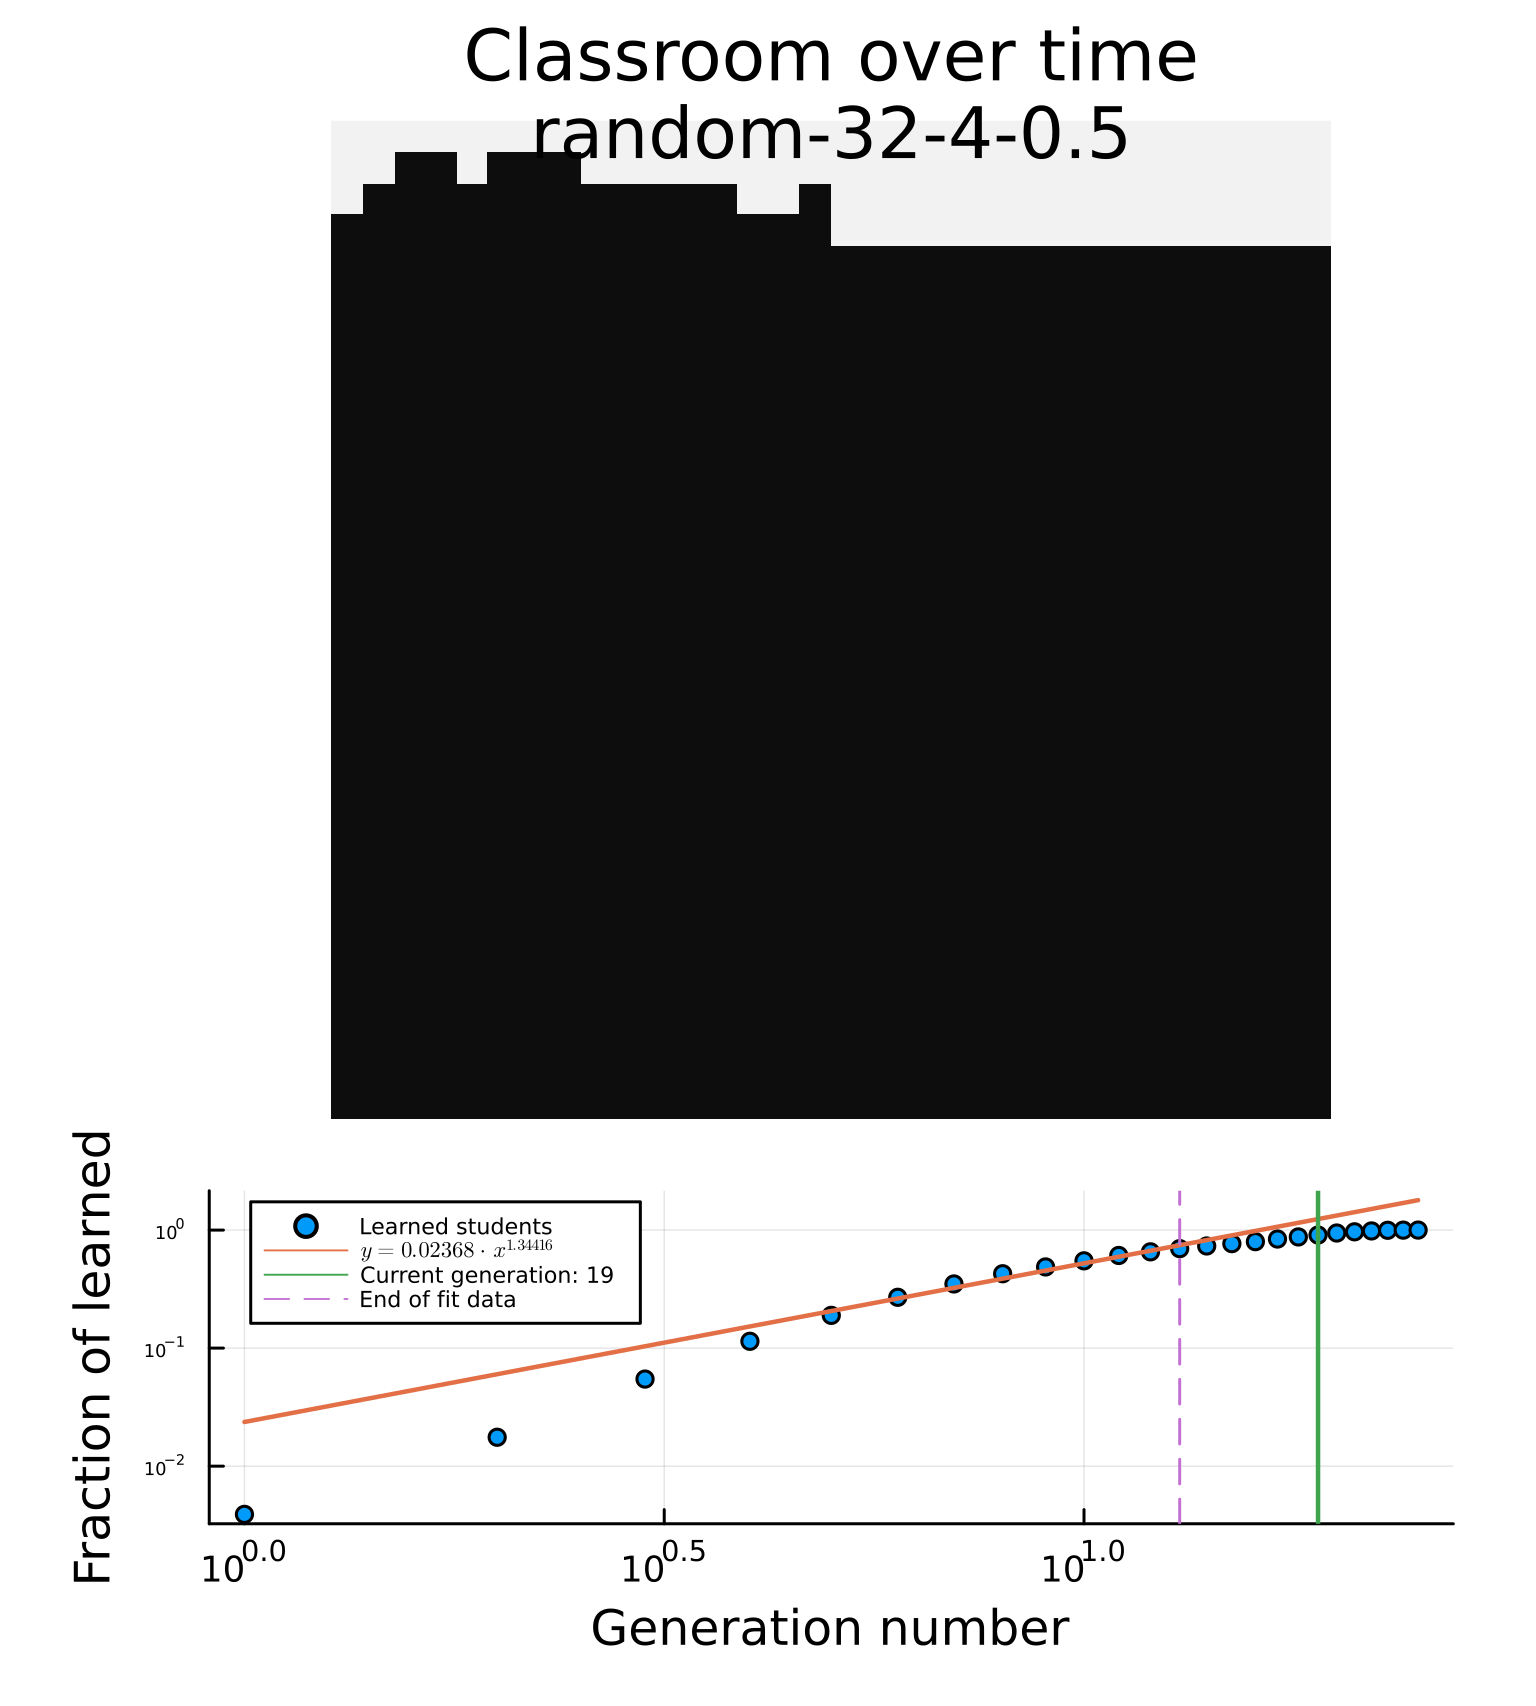 Classroom over time
random-32-4-0.5
Fraction of learned
10⁰
10⁻¹
10⁻²
Learned students
y = 0.02368 · x^1.34416
Current generation: 19
End of fit data
10^0.0
10^0.5
10^1.0
Generation number